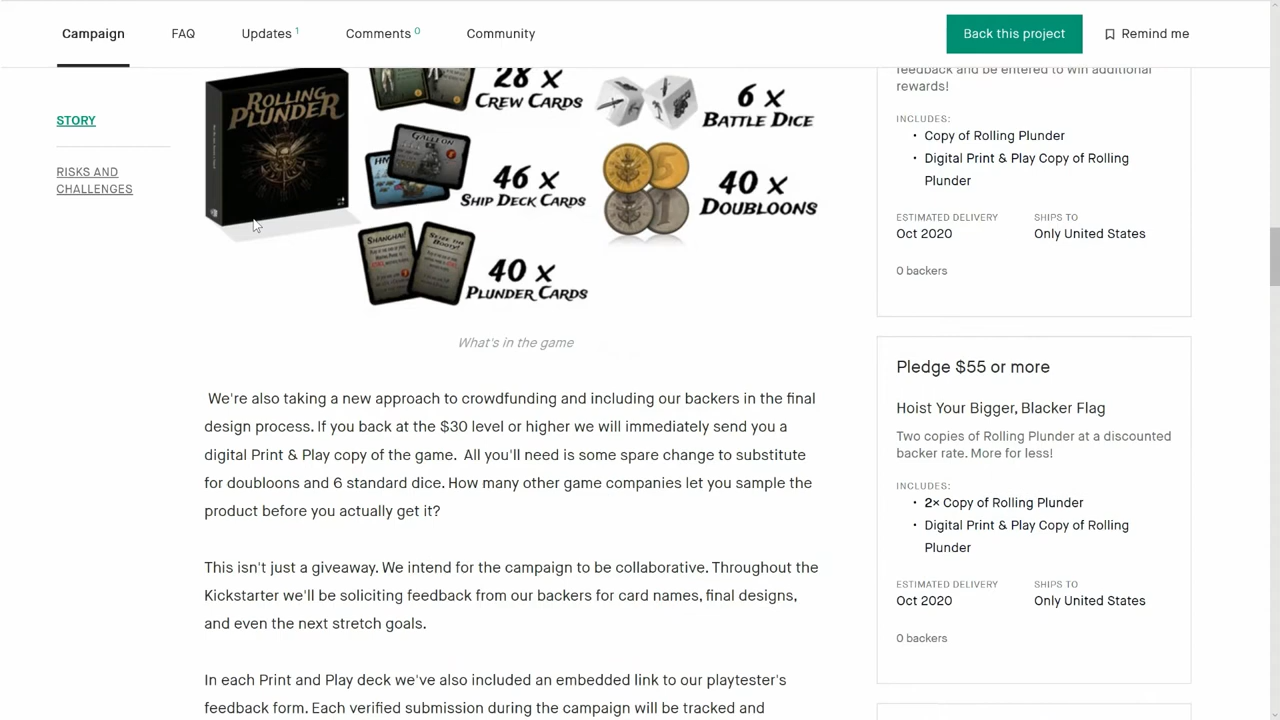 Campaign
FAQ
Updates 1
Comments 0
Community
Back this project
Remind me
STORY
RISKS AND
CHALLENGES
ROLLING
PLUNDER
28 x
CREW CARDS
6 x
BATTLE DICE
GALLEON
46 x
SHIP DECK CARDS
5
1
40 x
DOUBLOONS
SHANGHAI!
40 x
PLUNDER CARDS
What's in the game
We're also taking a new approach to crowdfunding and including our backers in the final
design process. If you back at the $30 level or higher we will immediately send you a
digital Print & Play copy of the game. All you'll need is some spare change to substitute
for doubloons and 6 standard dice. How many other game companies let you sample the
product before you actually get it?
This isn't just a giveaway. We intend for the campaign to be collaborative. Throughout the
Kickstarter we'll be soliciting feedback from our backers for card names, final designs,
and even the next stretch goals.
In each Print and Play deck we've also included an embedded link to our playtester's
feedback form. Each verified submission during the campaign will be tracked and
feedback and be entered to win additional
rewards!
INCLUDES:
• Copy of Rolling Plunder
• Digital Print & Play Copy of Rolling
Plunder
ESTIMATED DELIVERY
Oct 2020
SHIPS TO
Only United States
0 backers
Pledge $55 or more
Hoist Your Bigger, Blacker Flag
Two copies of Rolling Plunder at a discounted
backer rate. More for less!
INCLUDES:
• 2× Copy of Rolling Plunder
• Digital Print & Play Copy of Rolling
Plunder
ESTIMATED DELIVERY
Oct 2020
SHIPS TO
Only United States
0 backers